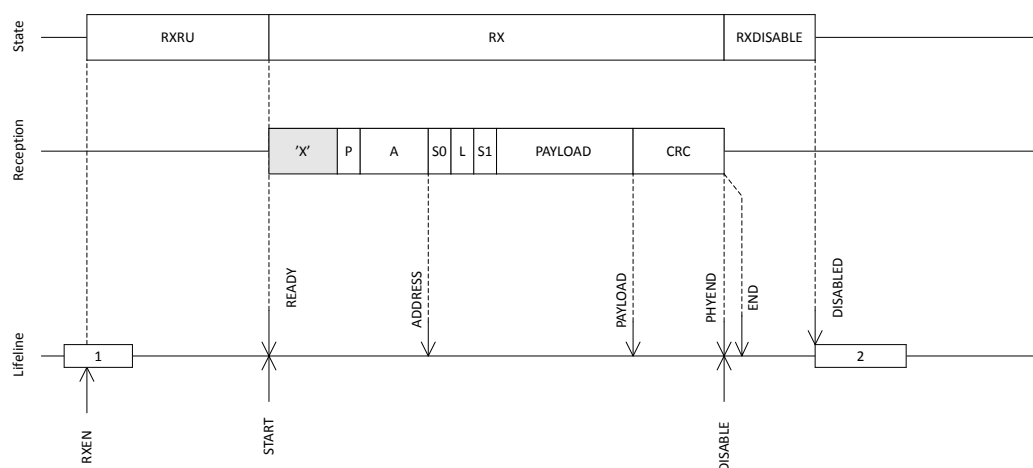 State
RXRU
RX
RXDISABLE
Reception
'X'
P
A
S0
L
S1
PAYLOAD
CRC
READY
ADDRESS
PAYLOAD
PHYEND
END
DISABLED
Lifeline
1
2
RXEN
START
DISABLE